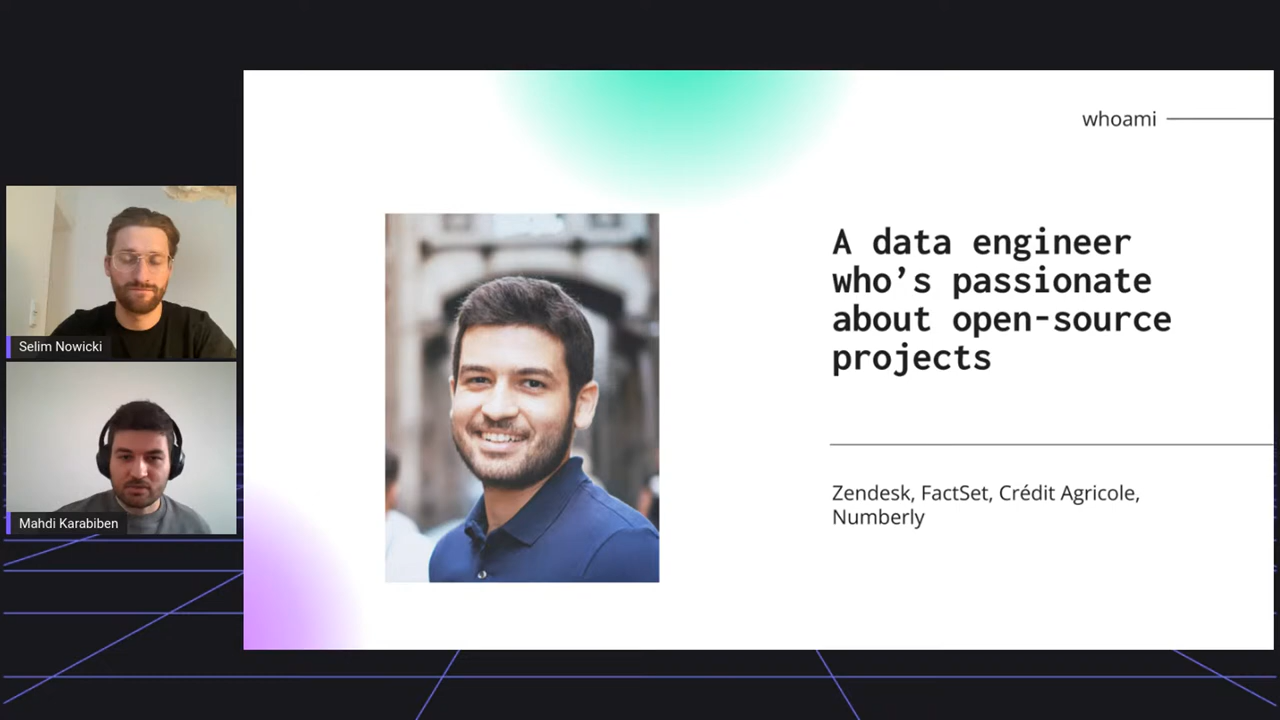 whoami
A data engineer
who’s passionate
about open-source
projects
Zendesk, FactSet, Crédit Agricole,
Numberly
Selim Nowicki
Mahdi Karabiben